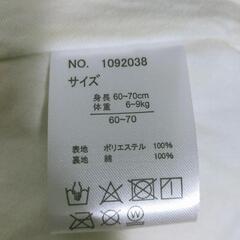 NO. 1092038
サイズ
身長 60~70cm
体重 6~9kg
60~70
表地 ポリエステル 100%
裏地 綿 100%